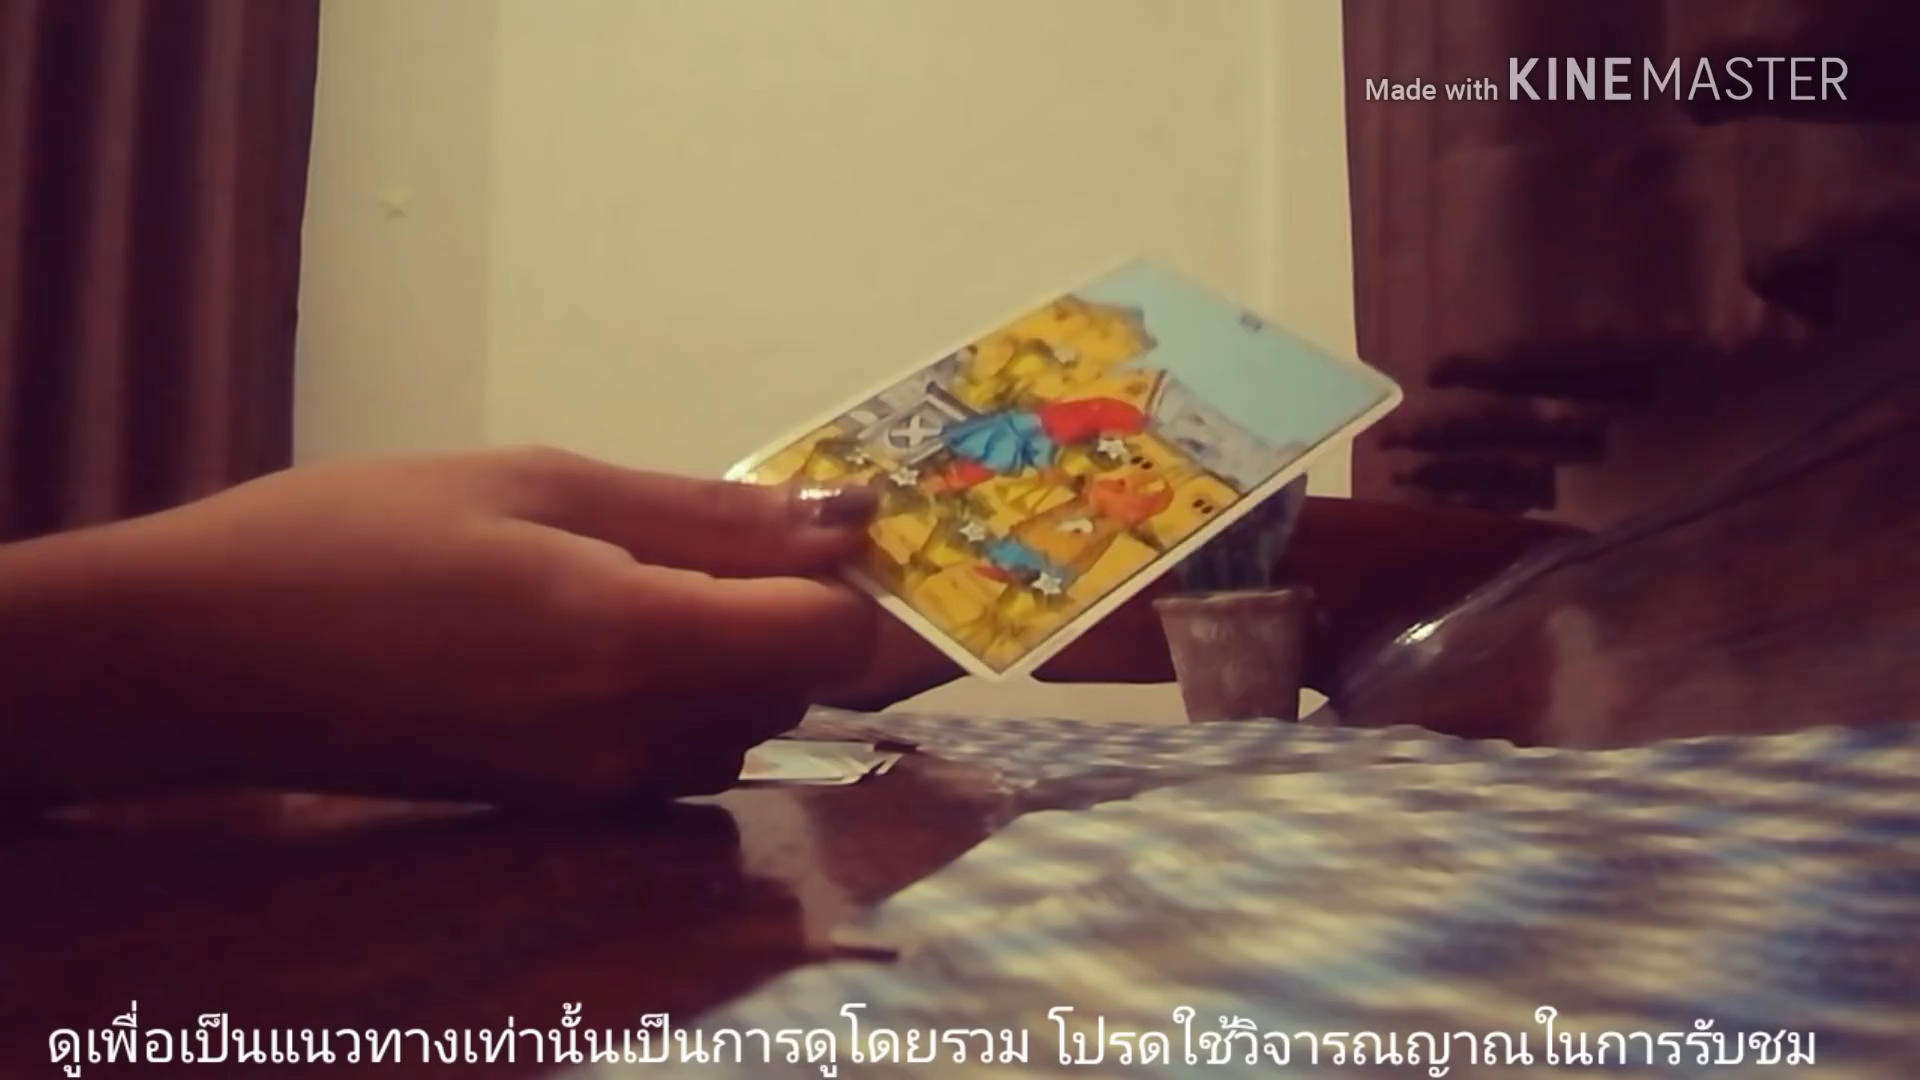 Made with KINEMASTER
ดูเพื่อเป็นแนวทางเท่านั้นเป็นการดูโดยรวม โปรดใช้วิจารณญาณในการรับชม